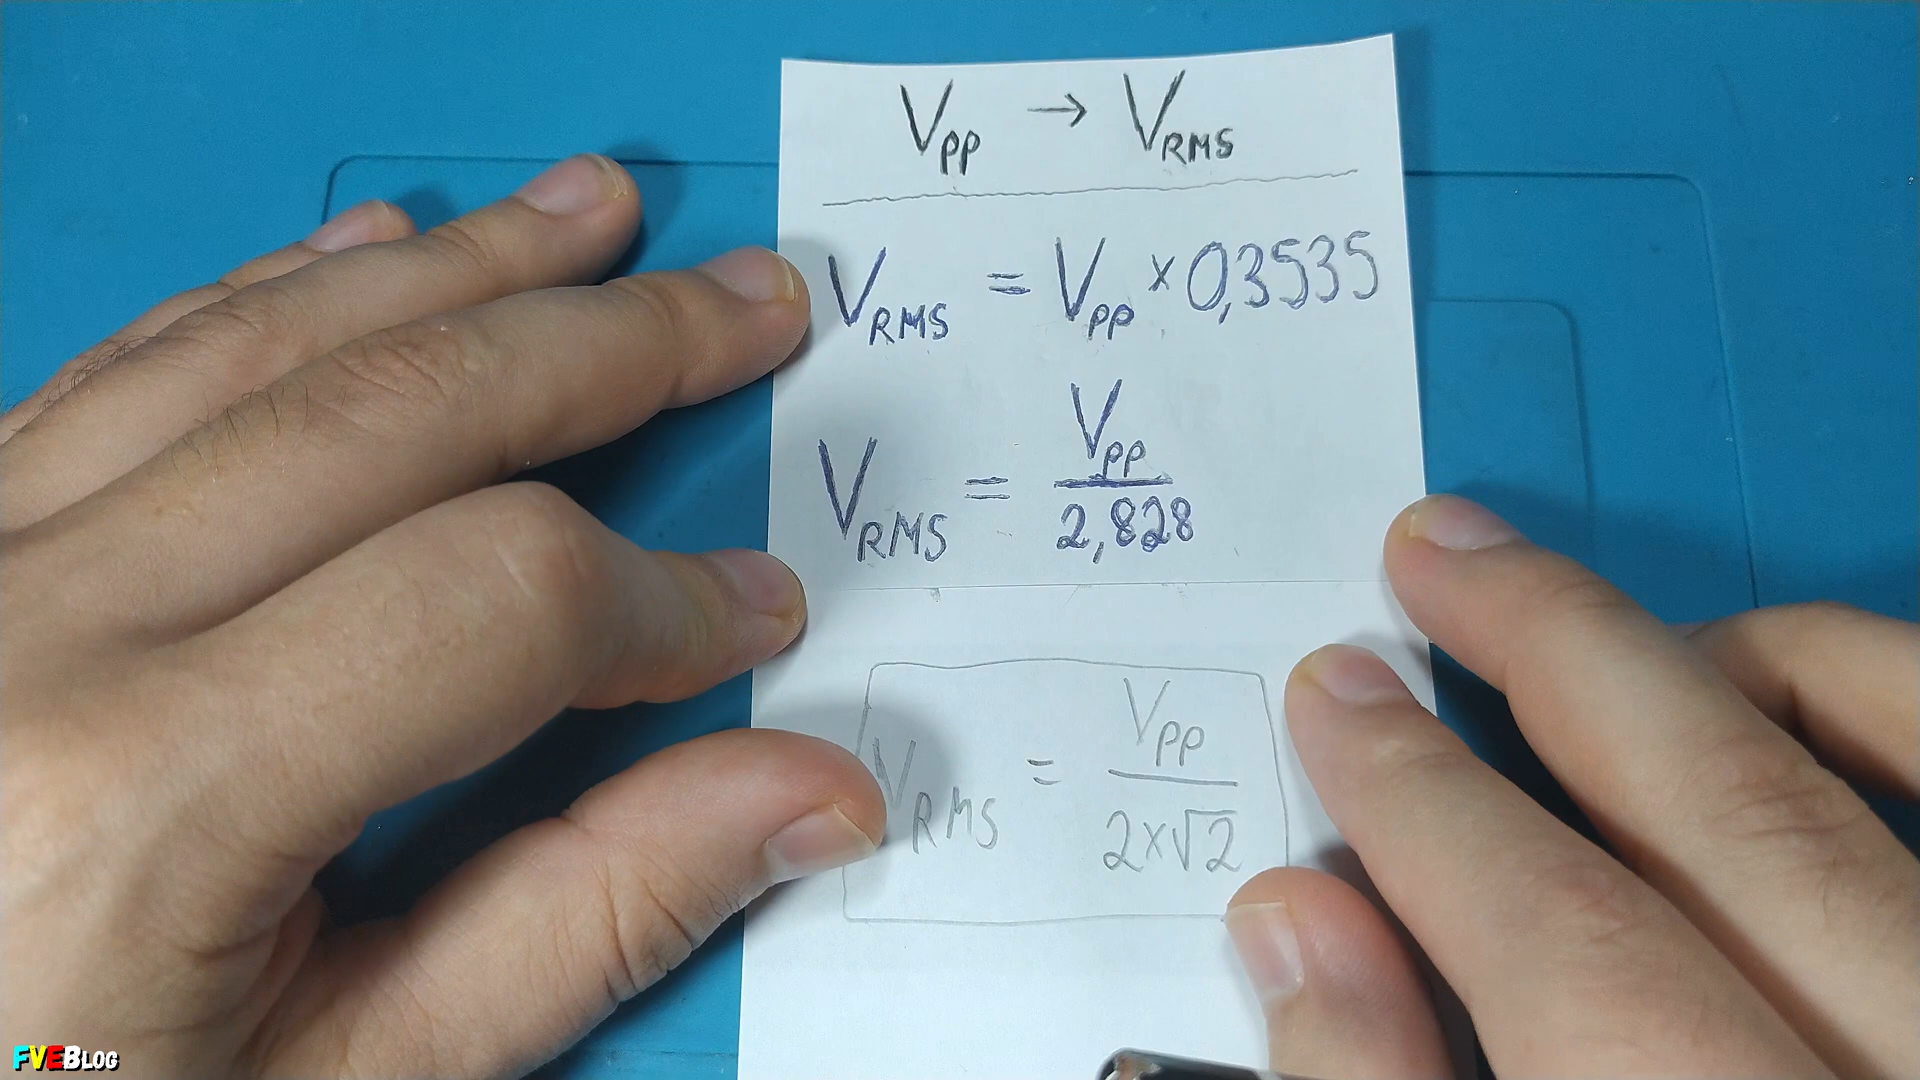 VPP → VRMS
VRMS = VPP × 0,3535
VRMS = VPP / 2,828
VRMS = VPP / 2×√2
FVEBLOG